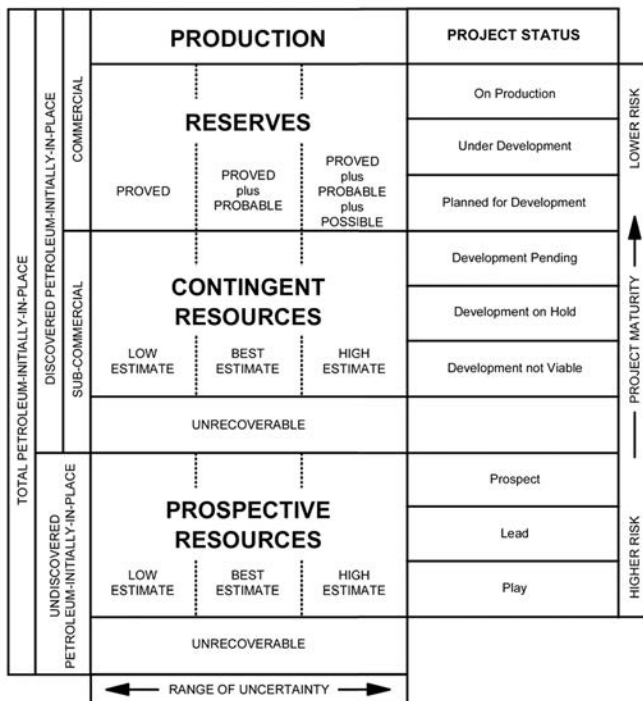 PRODUCTION
PROJECT STATUS
TOTAL PETROLEUM-INITIALLY-IN-PLACE
DISCOVERED PETROLEUM-INITIALLY-IN-PLACE
COMMERCIAL
RESERVES
PROVED
PROVED
plus
PROBABLE
PROVED
plus
PROBABLE
plus
POSSIBLE
On Production
Under Development
Planned for Development
LOWER RISK
SUB-COMMERCIAL
CONTINGENT
RESOURCES
LOW
ESTIMATE
BEST
ESTIMATE
HIGH
ESTIMATE
UNRECOVERABLE
Development Pending
Development on Hold
Development not Viable
PROJECT MATURITY
UNDISCOVERED
PETROLEUM-INITIALLY-IN-PLACE
PROSPECTIVE
RESOURCES
LOW
ESTIMATE
BEST
ESTIMATE
HIGH
ESTIMATE
UNRECOVERABLE
Prospect
Lead
Play
HIGHER RISK
RANGE OF UNCERTAINTY